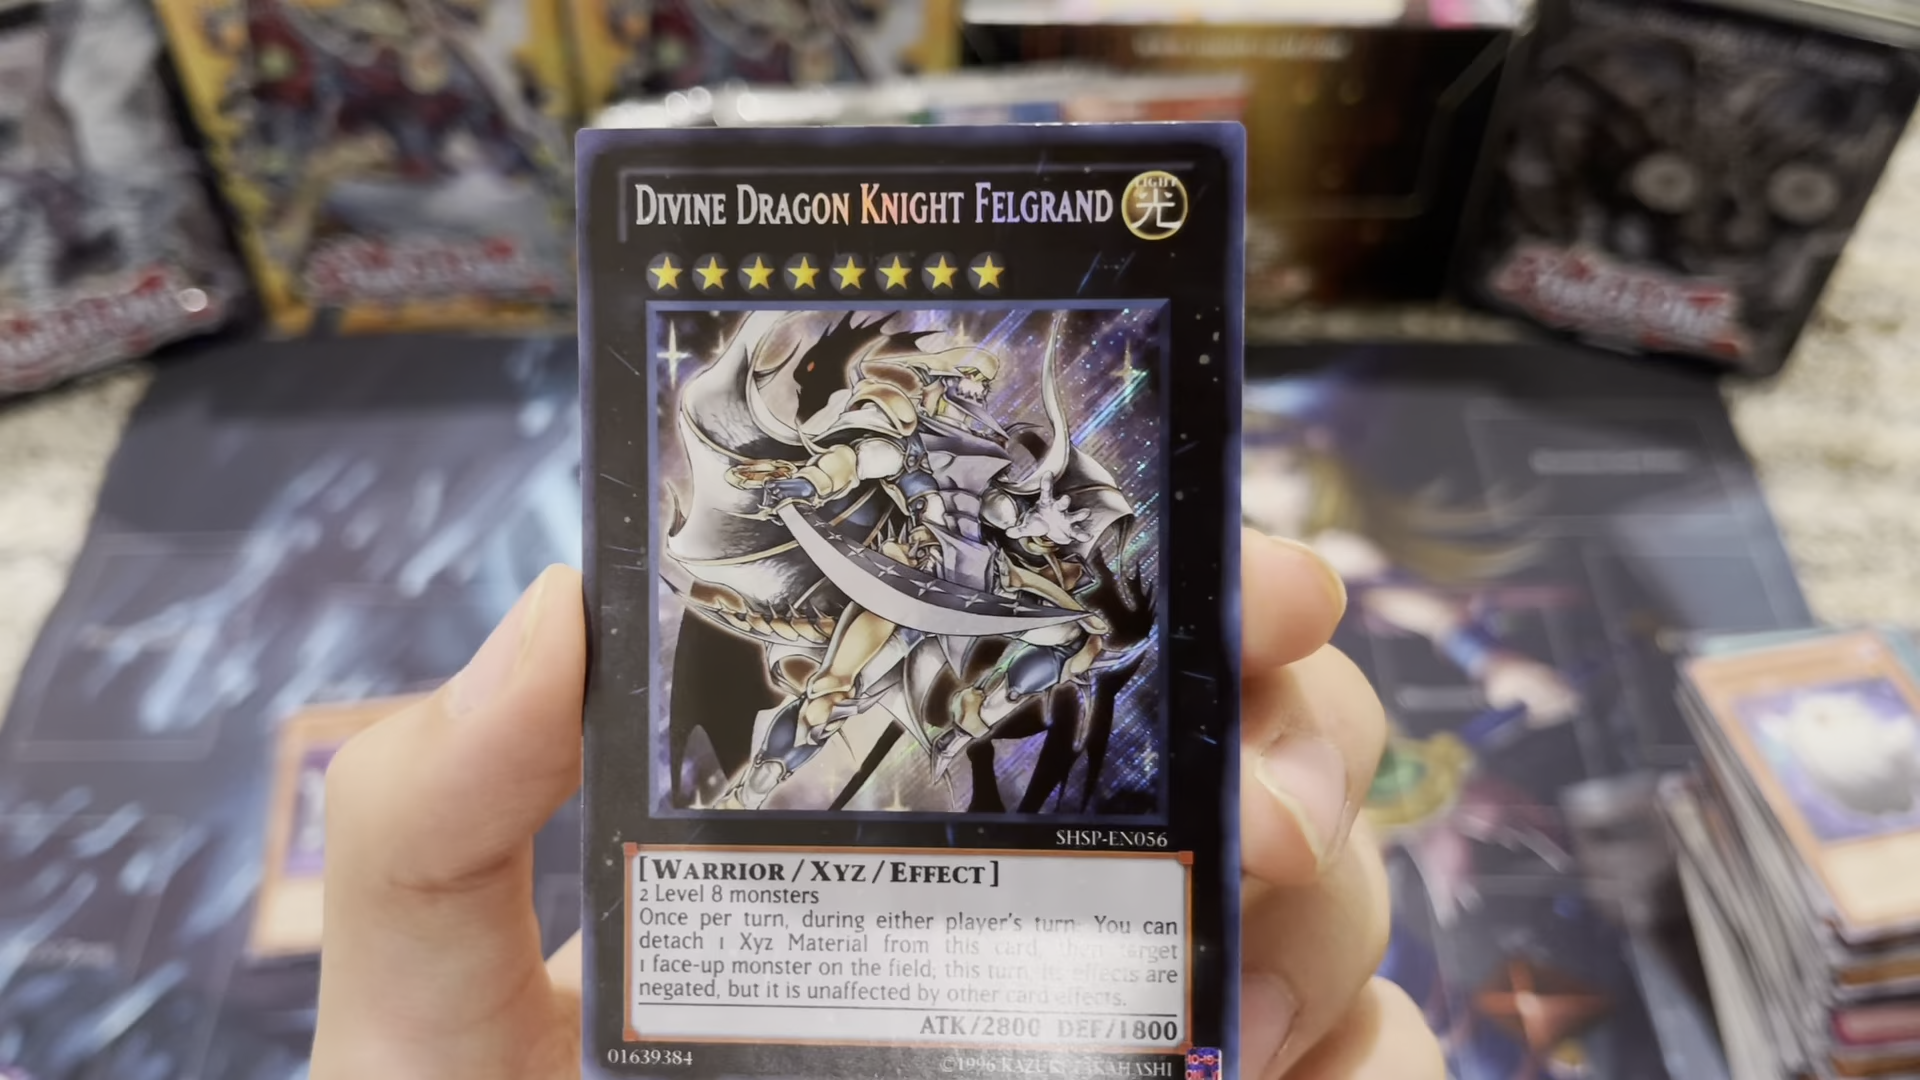 DIVINE DRAGON KNIGHT FELGRAND
LIGHT
光
SHSP-EN056
[WARRIOR/XYZ/EFFECT]
2 Level 8 monsters
Once per turn, during either player's turn: You can
detach 1 Xyz Material from this card, then target
1 face-up monster on the field; this turn, its effects are
negated, but it is unaffected by other card effects.
ATK/2800 DEF/1800
01639384
©1996 KAZUKI TAKAHASHI